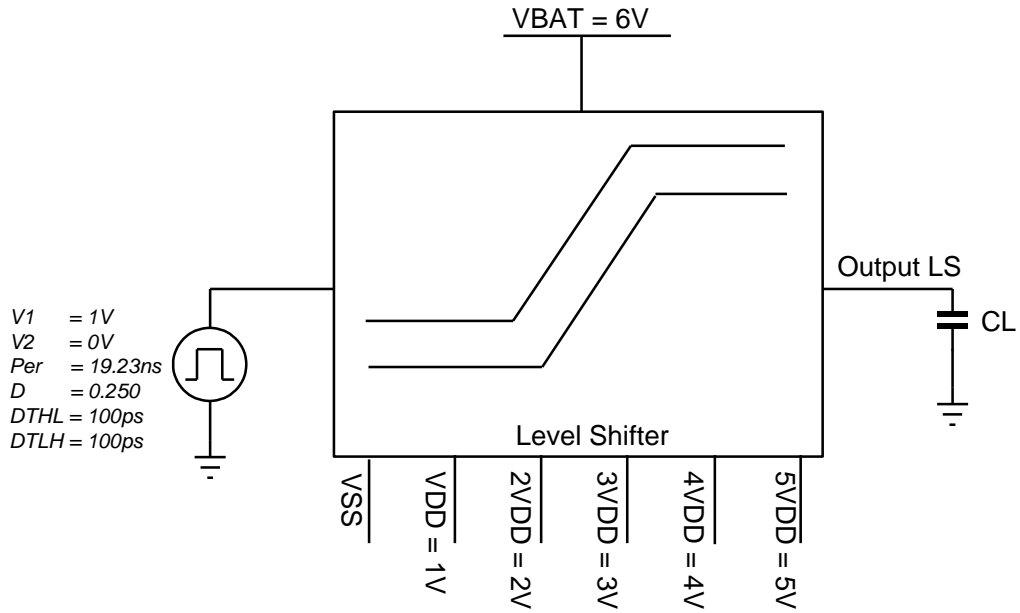 VBAT = 6V
Output LS
CL
V1 = 1V
V2 = 0V
Per = 19.23ns
D = 0.250
DTHL = 100ps
DTLH = 100ps
Level Shifter
VSS
VDD = 1V
2VDD = 2V
3VDD = 3V
4VDD = 4V
5VDD = 5V